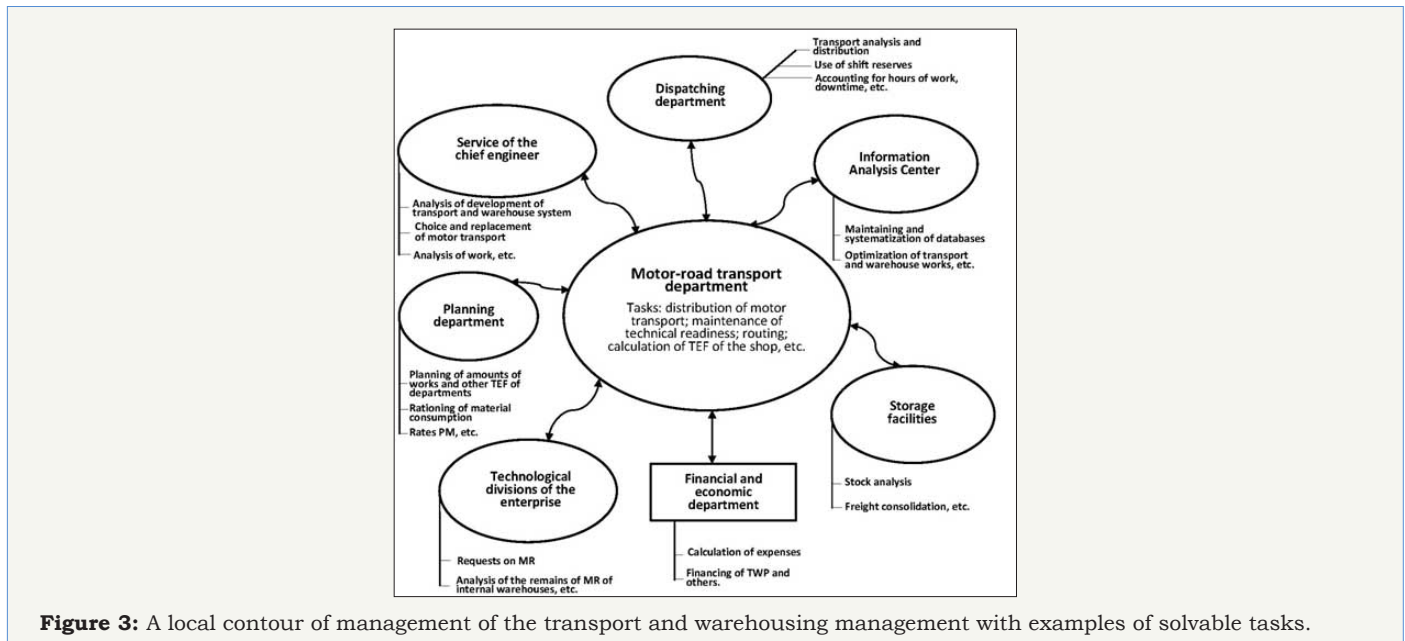 Dispatching
department
Transport analysis and
distribution
Use of shift reserves
Accounting for hours of work,
downtime, etc.
Service of the
chief engineer
Analysis of development of
transport and warehouse system
Choice and replacement
of motor transport
Analysis of work, etc.
Information
Analysis Center
Maintaining and
systematization of databases
Optimization of transport
and warehouse works, etc.
Motor-road transport
department
Tasks: distribution of motor
transport; maintenance of
technical readiness; routing;
calculation of TEF of the shop, etc.
Planning
department
Planning of amounts of
works and other TEF of
departments
Rationing of material
consumption
Rates PM, etc.
Storage
facilities
Stock analysis
Freight consolidation, etc.
Technological
divisions of the
enterprise
Requests on MR
Analysis of the remains of MR of
internal warehouses, etc.
Financial and
economic
department
Calculation of expenses
Financing of TWP and
others.
Figure 3: A local contour of management of the transport and warehousing management with examples of solvable tasks.